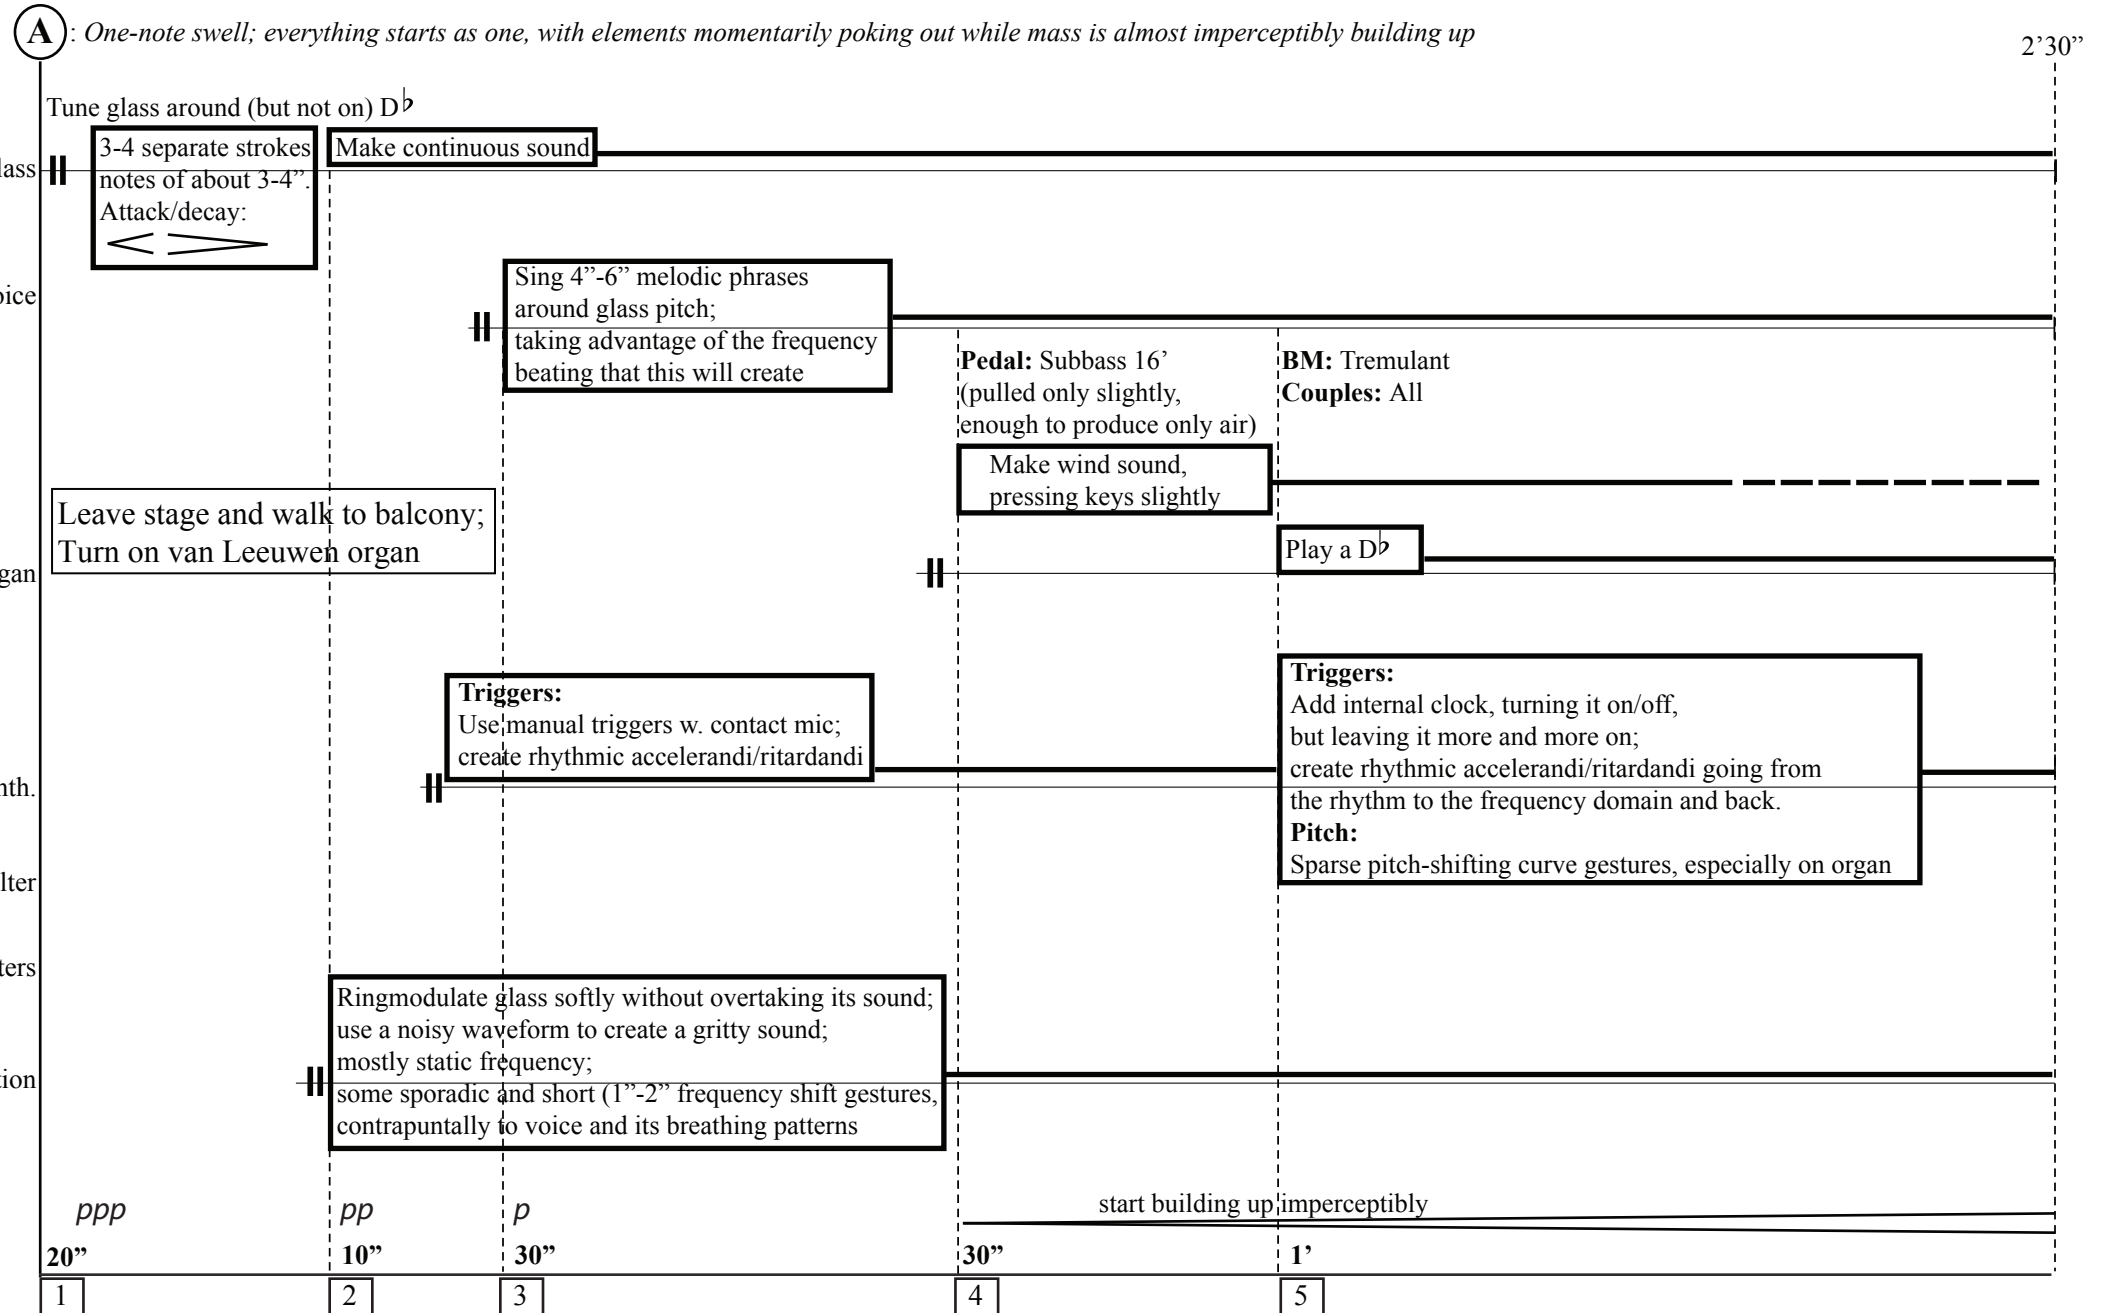 A : One-note swell; everything starts as one, with elements momentarily poking out while mass is almost imperceptibly building up
2’30”
Tune glass around (but not on) D♭
3-4 separate strokes
notes of about 3-4”.
Attack/decay:
Make continuous sound
lass
oice
Sing 4”-6” melodic phrases
around glass pitch;
taking advantage of the frequency
beating that this will create
Pedal: Subbass 16’
(pulled only slightly,
enough to produce only air)
BM: Tremulant
Couples: All
Make wind sound,
pressing keys slightly
Leave stage and walk to balcony;
Turn on van Leeuwen organ
gan
Play a D♭
Triggers:
Use manual triggers w. contact mic;
create rhythmic accelerandi/ritardandi
Triggers:
Add internal clock, turning it on/off,
but leaving it more and more on;
create rhythmic accelerandi/ritardandi going from
the rhythm to the frequency domain and back.
Pitch:
Sparse pitch-shifting curve gestures, especially on organ
nth.
lter
ters
Ringmodulate glass softly without overtaking its sound;
use a noisy waveform to create a gritty sound;
mostly static frequency;
some sporadic and short (1”-2” frequency shift gestures,
contrapuntally to voice and its breathing patterns
tion
ppp pp p
start building up imperceptibly
20” 10” 30” 30” 1’
1 2 3 4 5